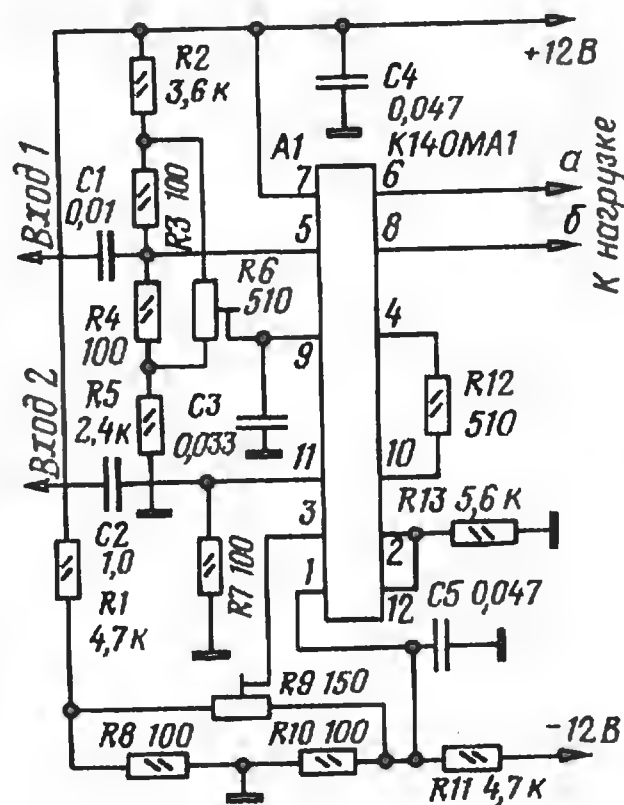 +12В
R2
3,6 к
C4
0,047
A1
К140МА1
Вход 1
C1
0,01
R3 100
7
6
а
5
8
б
К нагрузке
R6
510
R4
100
9
4
R12
510
Вход 2
R5
2,4к
C3
0,033
11
10
R13 5,6 к
C2
1,0
R7 100
3
2
1
12
C5 0,047
R1
4,7 к
R9 150
R8 100
R10 100
-12В
R11 4,7 к